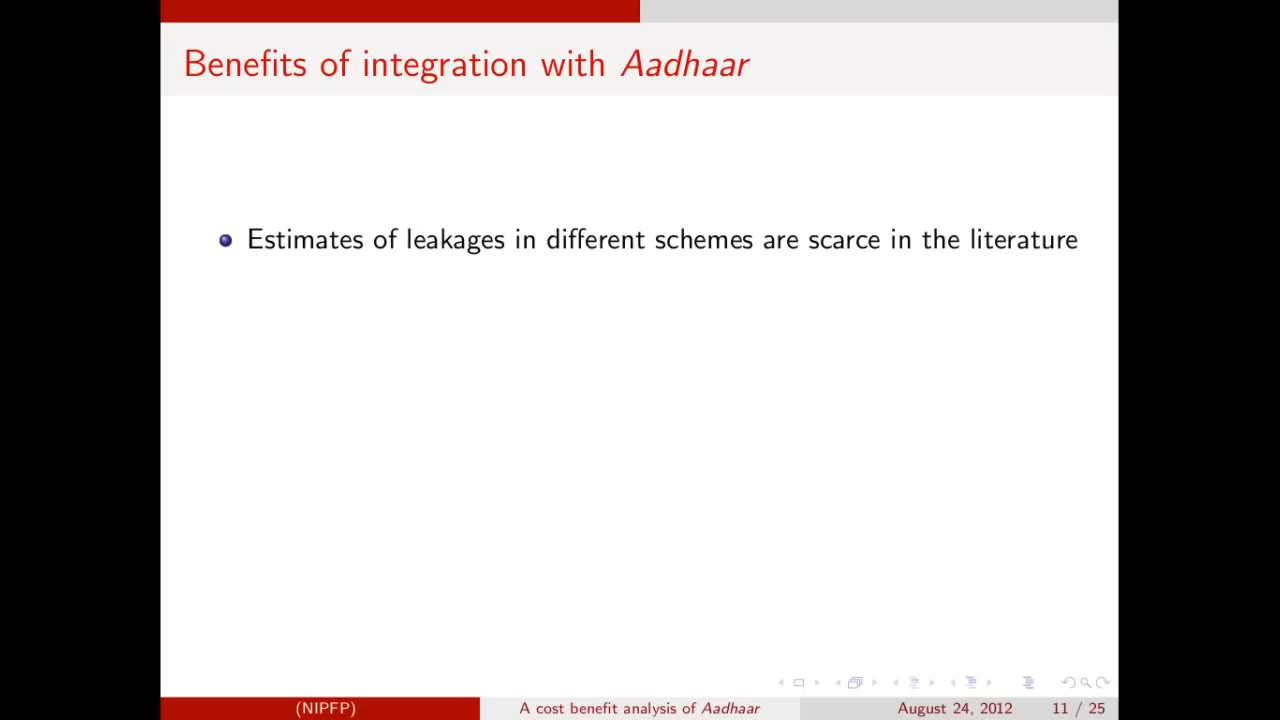 Benefits of integration with Aadhaar
Estimates of leakages in different schemes are scarce in the literature
(NIPFP)
A cost benefit analysis of Aadhaar
August 24, 2012
11 / 25